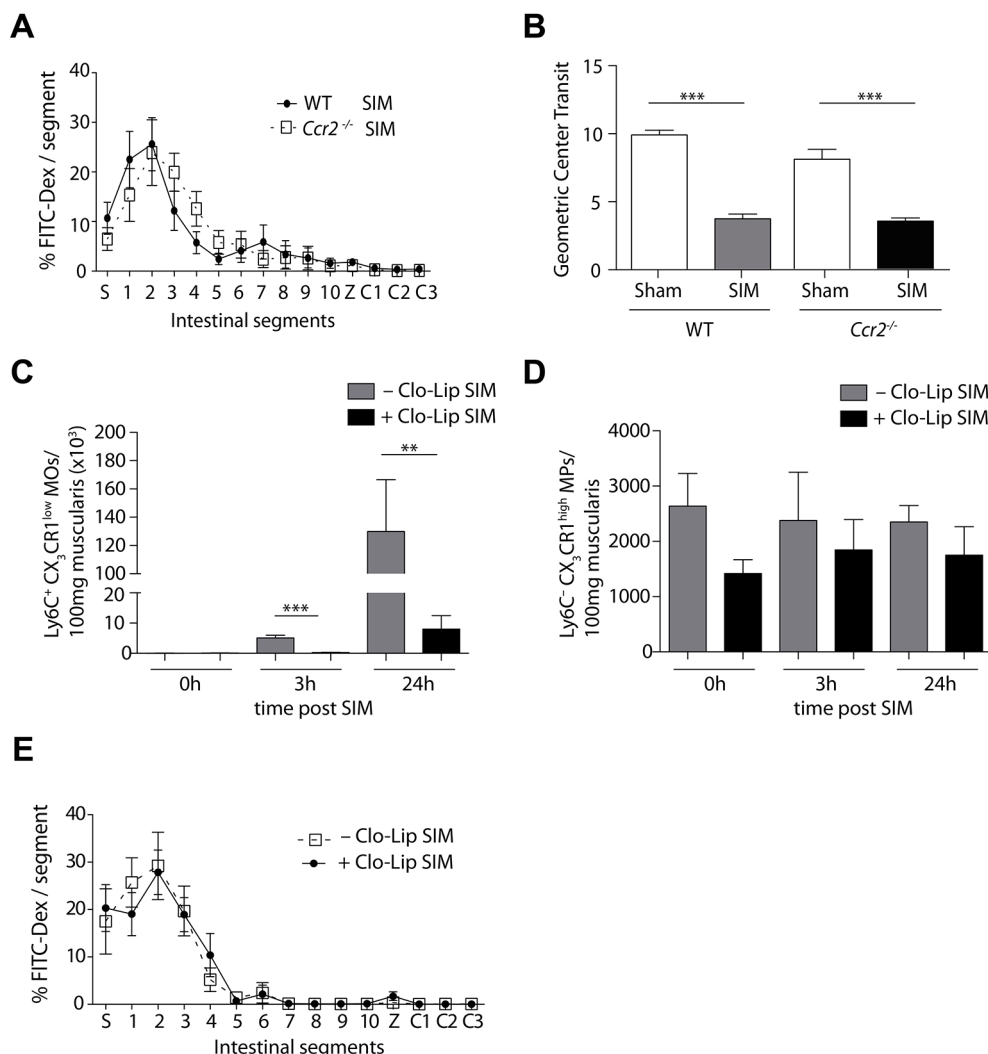 A
% FITC-Dex / segment
40
30
20
10
0
WT SIM
Ccr2 -/- SIM
S 1 2 3 4 5 6 7 8 9 10 Z C1 C2 C3
Intestinal segments
B
Geometric Center Transit
15
10
5
0
***
***
Sham SIM Sham SIM
WT Ccr2-/-
C
– Clo-Lip SIM
+ Clo-Lip SIM
Ly6C+ CX3CR1low MOs/
100mg muscularis (x10³)
200
180
160
140
120
100
20
10
0
***
**
0h 3h 24h
time post SIM
D
– Clo-Lip SIM
+ Clo-Lip SIM
Ly6C– CX3CR1high MPs/
100mg muscularis
4000
3000
2000
1000
0
0h 3h 24h
time post SIM
E
% FITC-Dex / segment
40
30
20
10
0
– Clo-Lip SIM
+ Clo-Lip SIM
S 1 2 3 4 5 6 7 8 9 10 Z C1 C2 C3
Intestinal segments